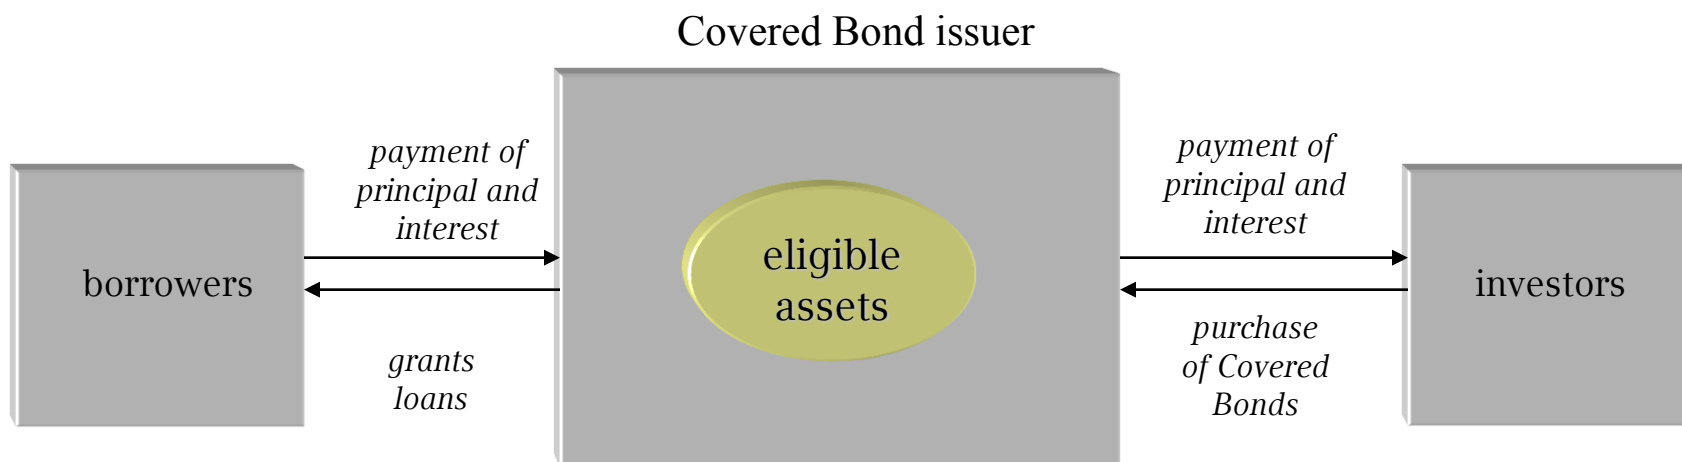 Covered Bond issuer
payment of
principal and
interest
payment of
principal and
interest
borrowers
eligible
assets
investors
grants
loans
purchase
of Covered
Bonds